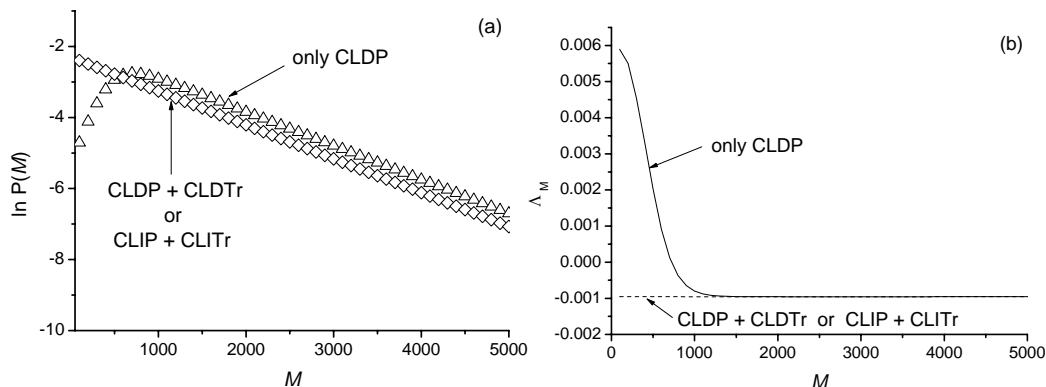 (a)
-2
-4
-6
-8
-10
ln P(M)
only CLDP
CLDP + CLDTr
or
CLIP + CLITr
1000 2000 3000 4000 5000
M
(b)
0.006
0.005
0.004
0.003
0.002
0.001
0.000
-0.001
-0.002
Λ_M
only CLDP
CLDP + CLDTr or CLIP + CLITr
0 1000 2000 3000 4000 5000
M